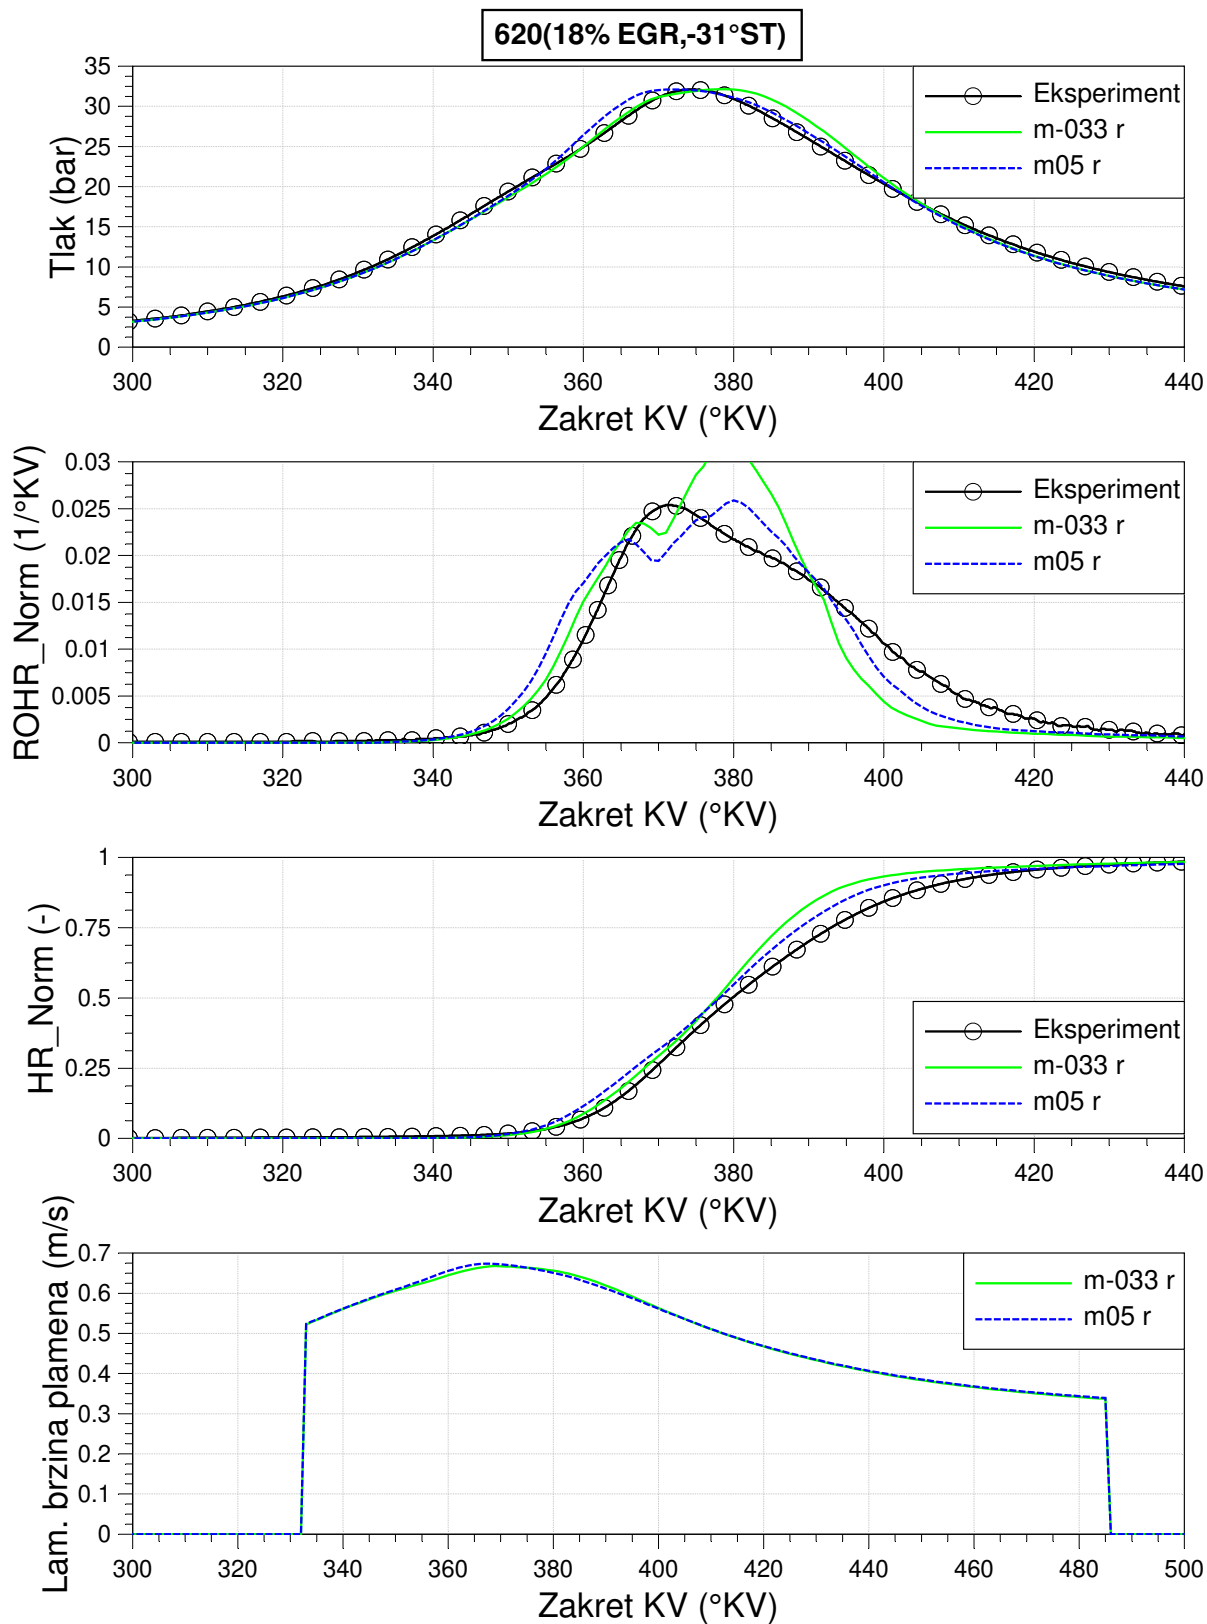 620(18% EGR,-31°ST)
Tlak (bar)
35
30
25
20
15
10
5
0
Eksperiment
m-033 r
m05 r
300 320 340 360 380 400 420 440
Zakret KV (°KV)
ROHR_Norm (1/°KV)
0.03
0.025
0.02
0.015
0.01
0.005
0
Eksperiment
m-033 r
m05 r
300 320 340 360 380 400 420 440
Zakret KV (°KV)
HR_Norm (-)
1
0.75
0.5
0.25
0
Eksperiment
m-033 r
m05 r
300 320 340 360 380 400 420 440
Zakret KV (°KV)
Lam. brzina plamena (m/s)
0.7
0.6
0.5
0.4
0.3
0.2
0.1
0
m-033 r
m05 r
300 320 340 360 380 400 420 440 460 480 500
Zakret KV (°KV)